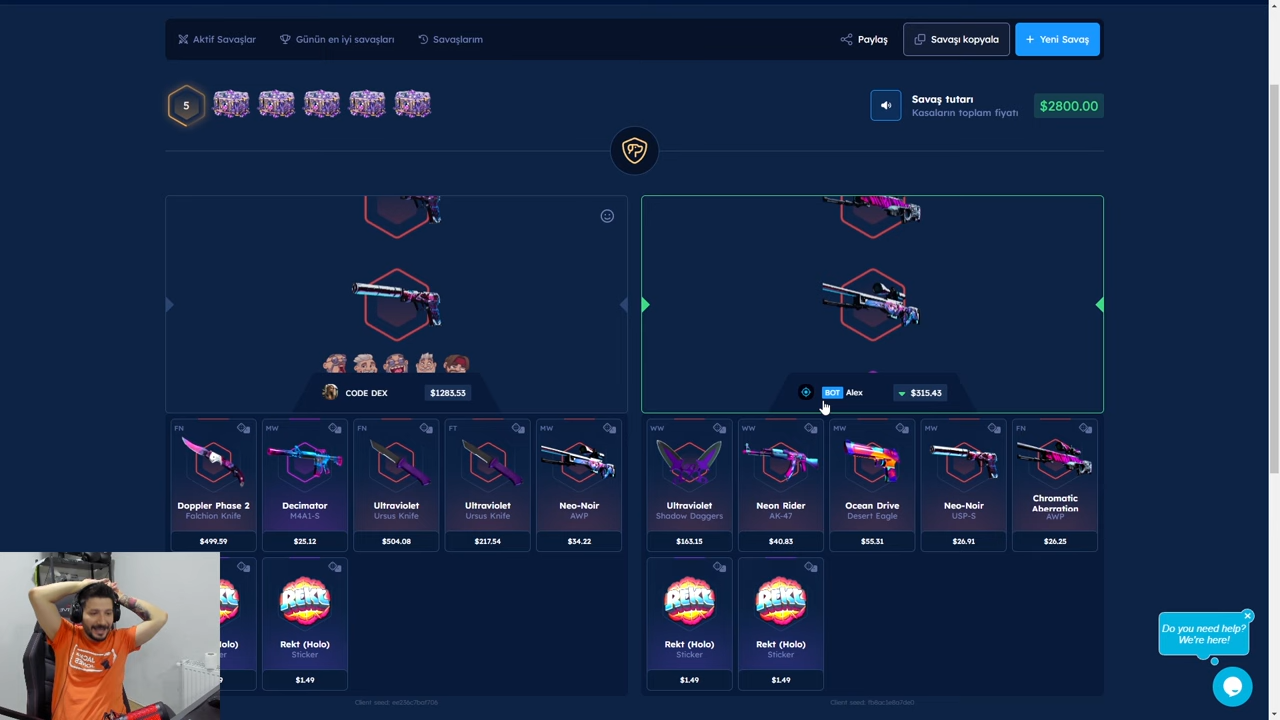 Aktif Savaşlar
Günün en iyi savaşları
Savaşlarım
Paylaş
Savaşı kopyala
+ Yeni Savaş
5
Savaş tutarı
Kasaların toplam fiyatı
$2800.00
CODE DEX
$1283.53
BOT Alex
$315.43
FN
Doppler Phase 2
Falchion Knife
$499.59
MW
Decimator
M4A1-S
$25.12
FN
Ultraviolet
Ursus Knife
$504.08
FT
Ultraviolet
Ursus Knife
$217.54
MW
Neo-Noir
AWP
$34.22
WW
Ultraviolet
Shadow Daggers
$163.15
WW
Neon Rider
AK-47
$40.83
MW
Ocean Drive
Desert Eagle
$55.31
MW
Neo-Noir
USP-S
$26.91
FN
Chromatic
Aberration
AWP
$26.25
REKT
Rekt (Holo)
Sticker
$1.49
REKT
Rekt (Holo)
Sticker
$1.49
REKT
Rekt (Holo)
Sticker
$1.49
Do you need help?
We're here!